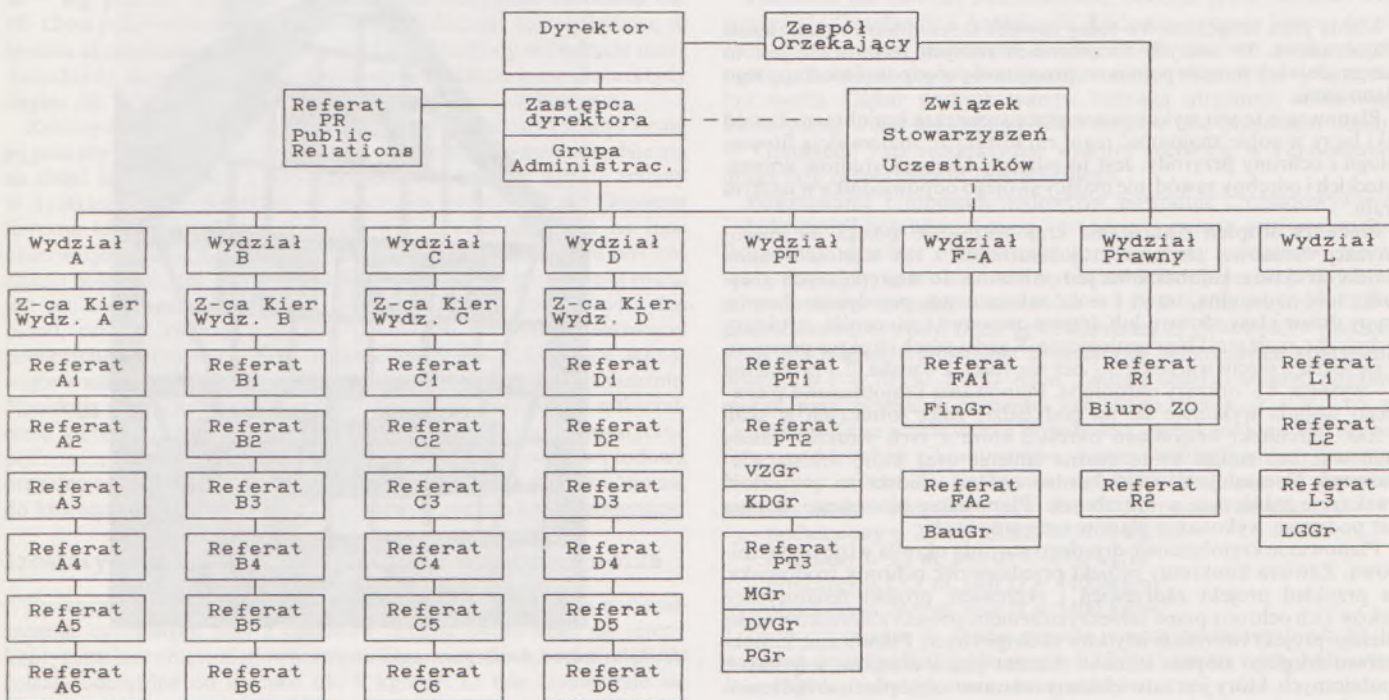 Dyrektor
Zespół
Orzekający
Referat
PR
Public
Relations
Zastępca
dyrektora
Grupa
Administrac.
Związek
Stowarzyszeń
Uczestników
Wydział
A
Wydział
B
Wydział
C
Wydział
D
Wydział
PT
Wydział
F-A
Wydział
Prawny
Wydział
L
Z-ca Kier
Wydz. A
Z-ca Kier
Wydz. B
Z-ca Kier
Wydz. C
Z-ca Kier
Wydz. D
Referat
A1
Referat
B1
Referat
C1
Referat
D1
Referat
PT1
Referat
FA1
FinGr
Referat
R1
Biuro ZO
Referat
L1
Referat
A2
Referat
B2
Referat
C2
Referat
D2
Referat
PT2
VZGr
KDGr
Referat
L2
Referat
A3
Referat
B3
Referat
C3
Referat
D3
Referat
FA2
BauGr
Referat
R2
Referat
L3
LGGr
Referat
A4
Referat
B4
Referat
C4
Referat
D4
Referat
PT3
MGr
DVGr
PGr
Referat
A5
Referat
B5
Referat
C5
Referat
D5
Referat
A6
Referat
B6
Referat
C6
Referat
D6